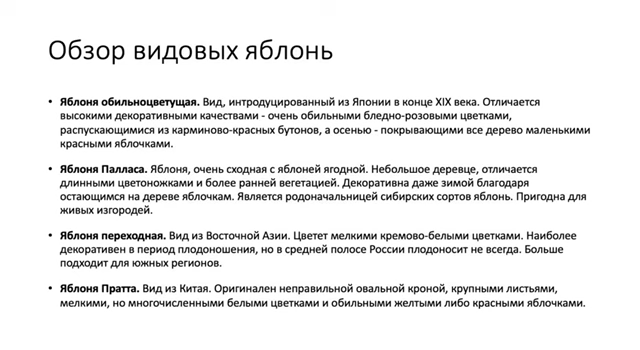 Обзор видовых яблонь
• Яблоня обильноцветущая. Вид, интродуцированный из Японии в конце XIX века. Отличается
высокими декоративными качествами - очень обильными бледно-розовыми цветками,
распускающимися из карминово-красных бутонов, а осенью - покрывающими все дерево маленькими
красными яблочками.
• Яблоня Палласа. Яблоня, очень сходная с яблоней ягодной. Небольшое деревце, отличается
длинными цветоножками и более ранней вегетацией. Декоративна даже зимой благодаря
остающимся на дереве яблочкам. Является родоначальницей сибирских сортов яблонь. Пригодна для
живых изгородей.
• Яблоня переходная. Вид из Восточной Азии. Цветет мелкими кремово-белыми цветками. Наиболее
декоративен в период плодоношения, но в средней полосе России плодоносит не всегда. Больше
подходит для южных регионов.
• Яблоня Пратта. Вид из Китая. Оригинален неправильной овальной кроной, крупными листьями,
мелкими, но многочисленными белыми цветками и обильными желтыми либо красными яблочками.